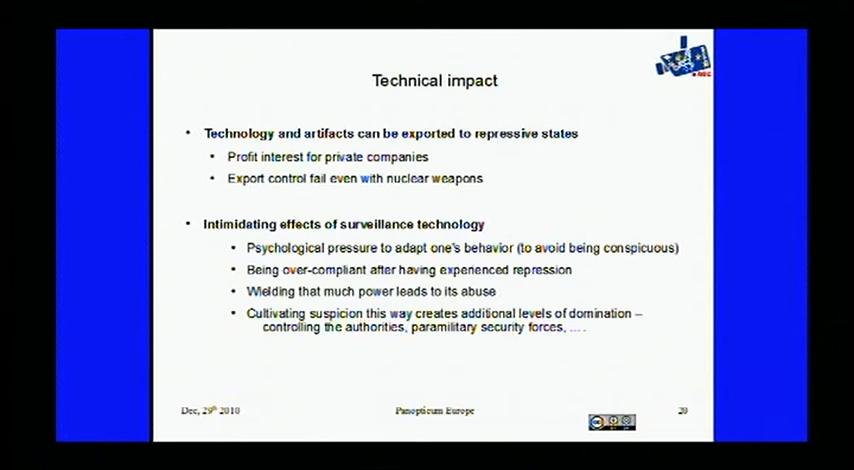 Technical impact
• Technology and artifacts can be exported to repressive states
• Profit interest for private companies
• Export control fail even with nuclear weapons
• Intimidating effects of surveillance technology
• Psychological pressure to adapt one's behavior (to avoid being conspicuous)
• Being over-compliant after having experienced repression
• Wielding that much power leads to its abuse
• Cultivating suspicion this way creates additional levels of domination –
controlling the authorities, paramilitary security forces, … .
Dec, 29th 2010
Panopticum Europe
20
cc